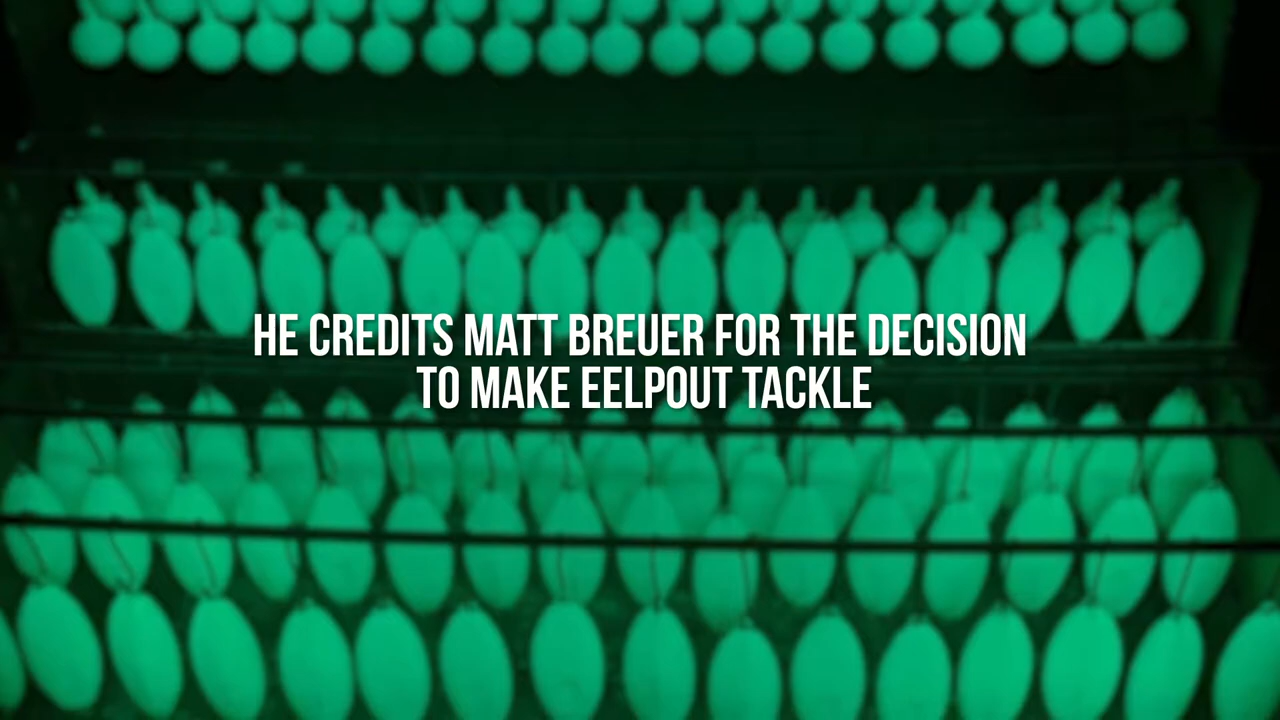 HE CREDITS MATT BREUER FOR THE DECISION
TO MAKE EELPOUT TACKLE